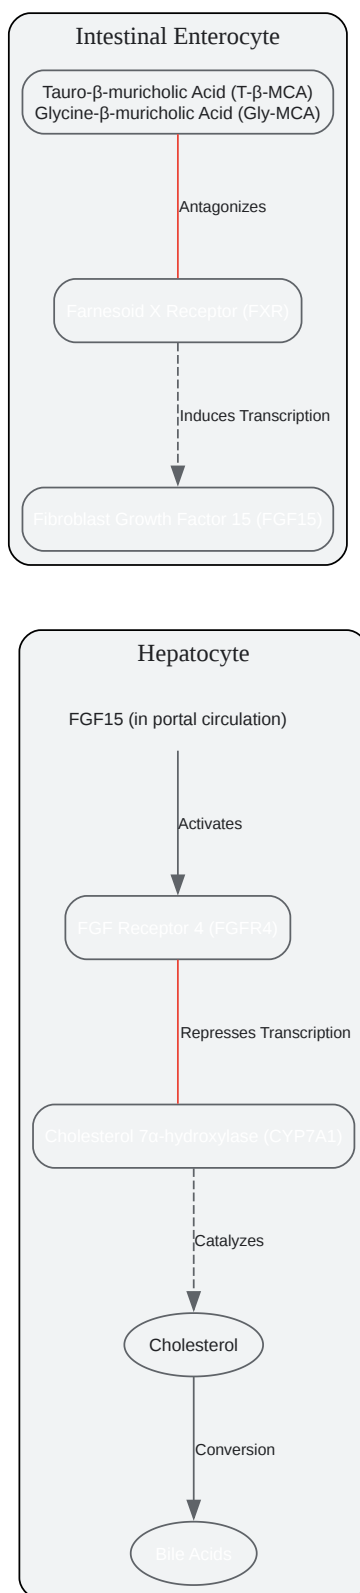 Intestinal Enterocyte
Tauro-β-muricholic Acid (T-β-MCA)
Glycine-β-muricholic Acid (Gly-MCA)
Antagonizes
Farnesoid X Receptor (FXR)
Induces Transcription
Fibroblast Growth Factor 15 (FGF15)
Hepatocyte
FGF15 (in portal circulation)
Activates
FGF Receptor 4 (FGFR4)
Represses Transcription
Cholesterol 7α-hydroxylase (CYP7A1)
Catalyzes
Cholesterol
Conversion
Bile Acids